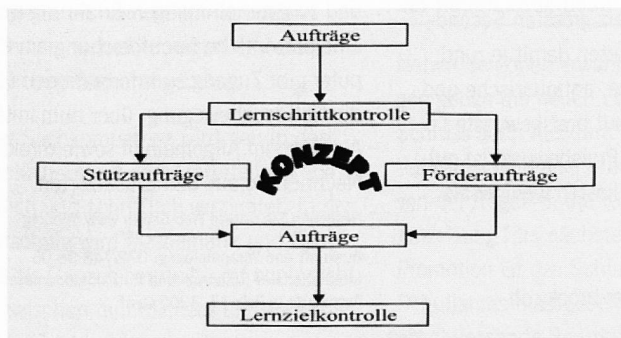 Aufträge
Lernschrittkontrolle
Stützaufträge
KONZEPT
Förderaufträge
Aufträge
Lernzielkontrolle